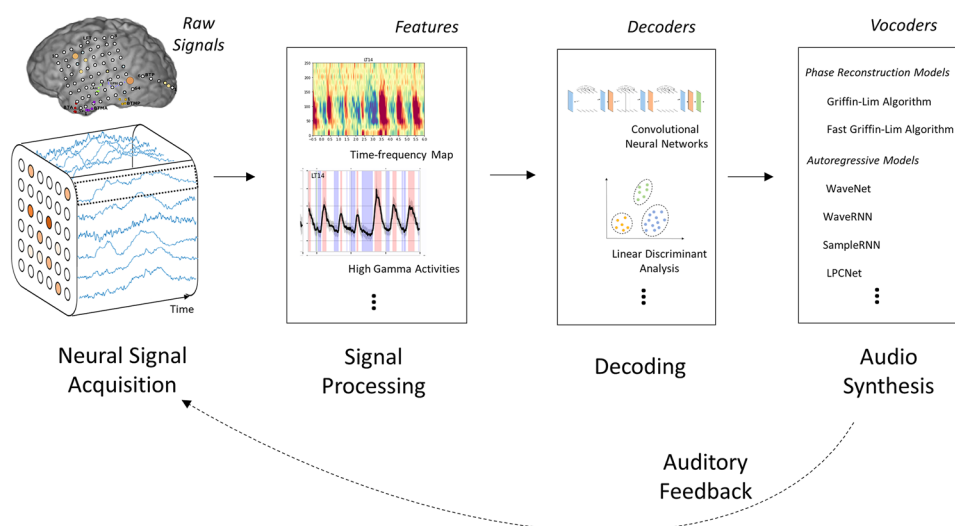 Raw
Signals
Time
Neural Signal
Acquisition
Features
LT14
Time-frequency Map
LT14
High Gamma Activities
Signal
Processing
Decoders
Convolutional
Neural Networks
Linear Discriminant
Analysis
Decoding
Vocoders
Phase Reconstruction Models
Griffin-Lim Algorithm
Fast Griffin-Lim Algorithm
Autoregressive Models
WaveNet
WaveRNN
SampleRNN
LPCNet
Audio
Synthesis
Auditory
Feedback